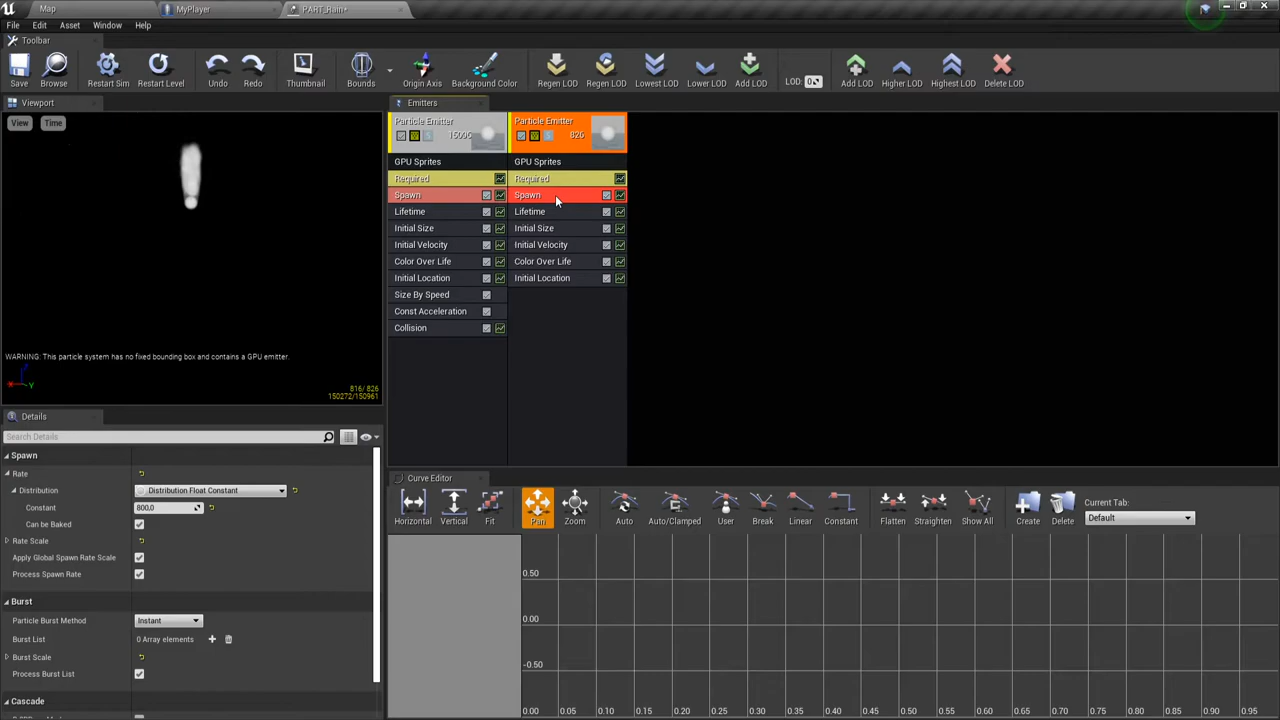 Map
MyPlayer
PART_Rain*
File Edit Asset Window Help
Toolbar
Save
Browse
Restart Sim
Restart Level
Undo
Redo
Thumbnail
Bounds
Origin Axis
Background Color
Regen LOD
Regen LOD
Lowest LOD
Lower LOD
Add LOD
LOD: 0
Add LOD
Higher LOD
Highest LOD
Delete LOD
Viewport
View Time
WARNING: This particle system has no fixed bounding box and contains a GPU emitter.
816/ 826
150272/150961
Z
X
Y
Emitters
Particle Emitter
GPU Sprites
Required
Spawn
Lifetime
Initial Size
Initial Velocity
Color Over Life
Initial Location
Size By Speed
Const Acceleration
Collision
Particle Emitter
826
GPU Sprites
Required
Spawn
Lifetime
Initial Size
Initial Velocity
Color Over Life
Initial Location
Details
Search Details
Spawn
Rate
Distribution Distribution Float Constant
Constant 800,0
Can be Baked
Rate Scale
Apply Global Spawn Rate Scale
Process Spawn Rate
Burst
Particle Burst Method Instant
Burst List 0 Array elements
Burst Scale
Process Burst List
Cascade
Curve Editor
Horizontal
Vertical
Fit
Pan
Zoom
Auto
Auto/Clamped
User
Break
Linear
Constant
Flatten
Straighten
Show All
Create
Delete
Current Tab:
Default
0.50
0.00
-0.50
0.00 0.05 0.10 0.15 0.20 0.25 0.30 0.35 0.40 0.45 0.50 0.55 0.60 0.65 0.70 0.75 0.80 0.85 0.90 0.95